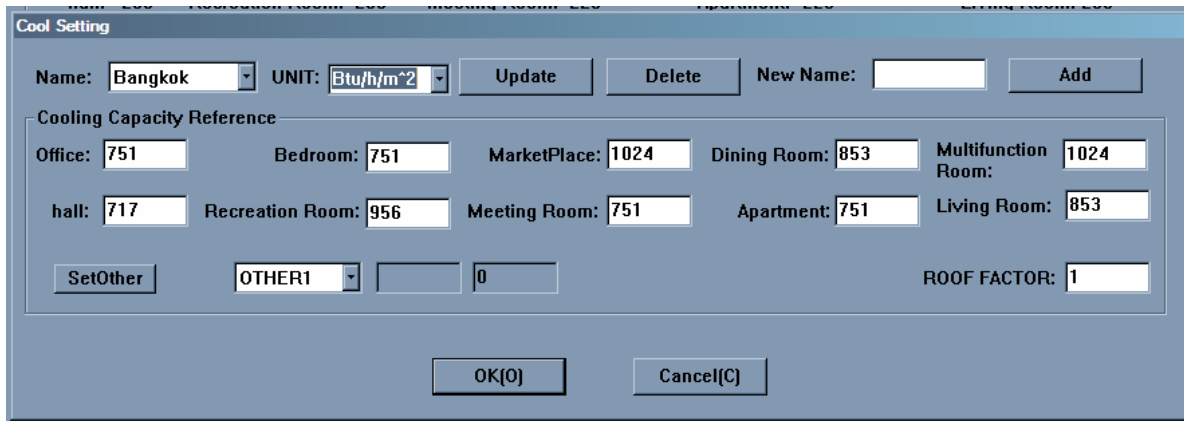 Cool Setting
Name: Bangkok UNIT: Btu/h/m^2 Update Delete New Name: Add
Cooling Capacity Reference
Office: 751 Bedroom: 751 MarketPlace: 1024 Dining Room: 853 Multifunction Room: 1024
hall: 717 Recreation Room: 956 Meeting Room: 751 Apartment: 751 Living Room: 853
SetOther OTHER1 0 ROOF FACTOR: 1
OK(O) Cancel(C)